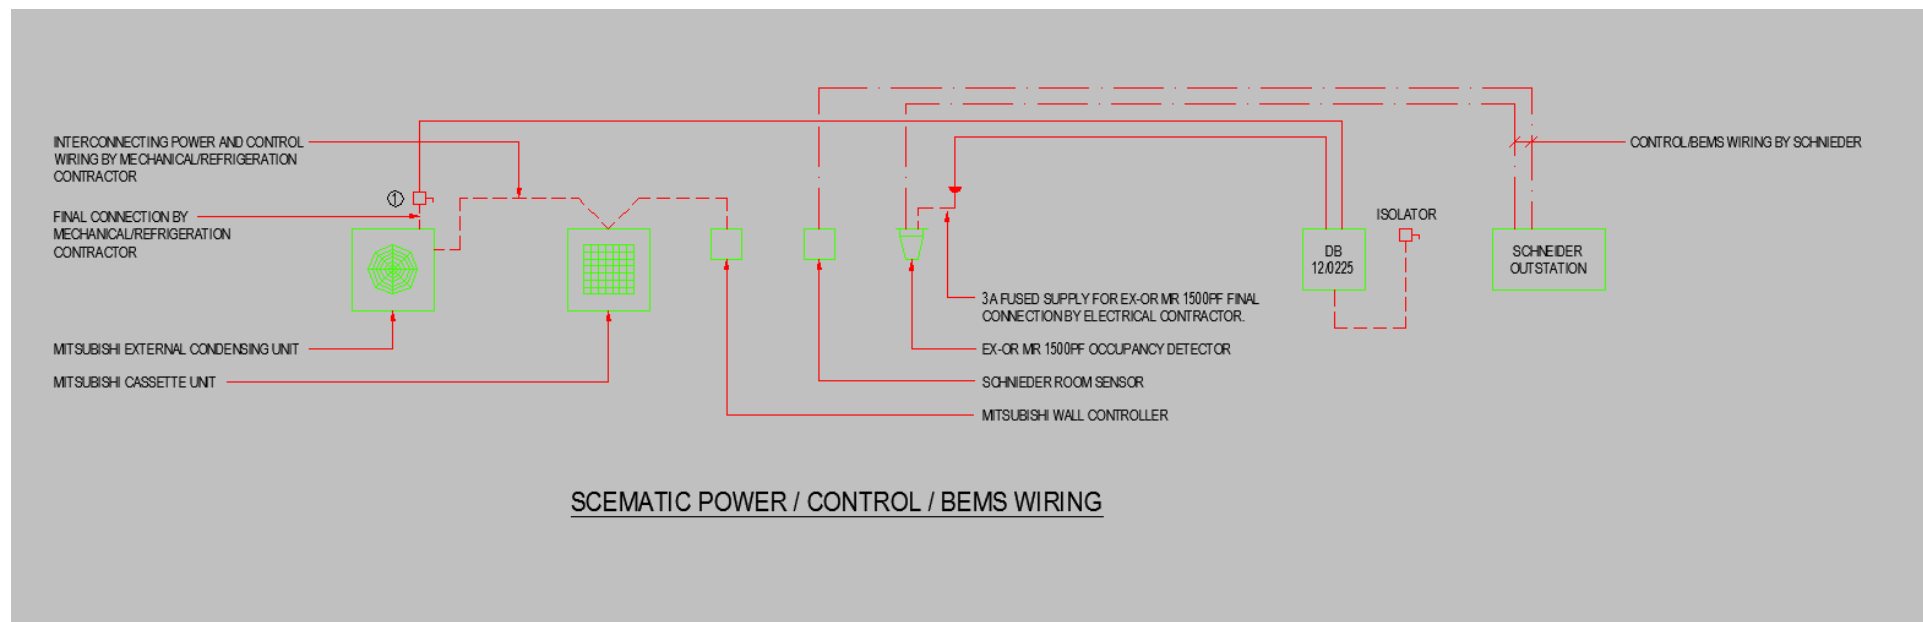 INTERCONNECTING POWER AND CONTROL
WIRING BY MECHANICAL/REFRIGERATION
CONTRACTOR
CONTROL/BEMS WIRING BY SCHNIEDER
1
FINAL CONNECTION BY
MECHANICAL/REFRIGERATION
CONTRACTOR
ISOLATOR
DB
12/0225
SCHNEIDER
OUTSTATION
3A FUSED SUPPLY FOR EX-OR MR 1500PF FINAL
CONNECTION BY ELECTRICAL CONTRACTOR.
MITSUBISHI EXTERNAL CONDENSING UNIT
EX-OR MR 1500PF OCCUPANCY DETECTOR
MITSUBISHI CASSETTE UNIT
SCHNIEDER ROOM SENSOR
MITSUBISHI WALL CONTROLLER
SCEMATIC POWER / CONTROL / BEMS WIRING